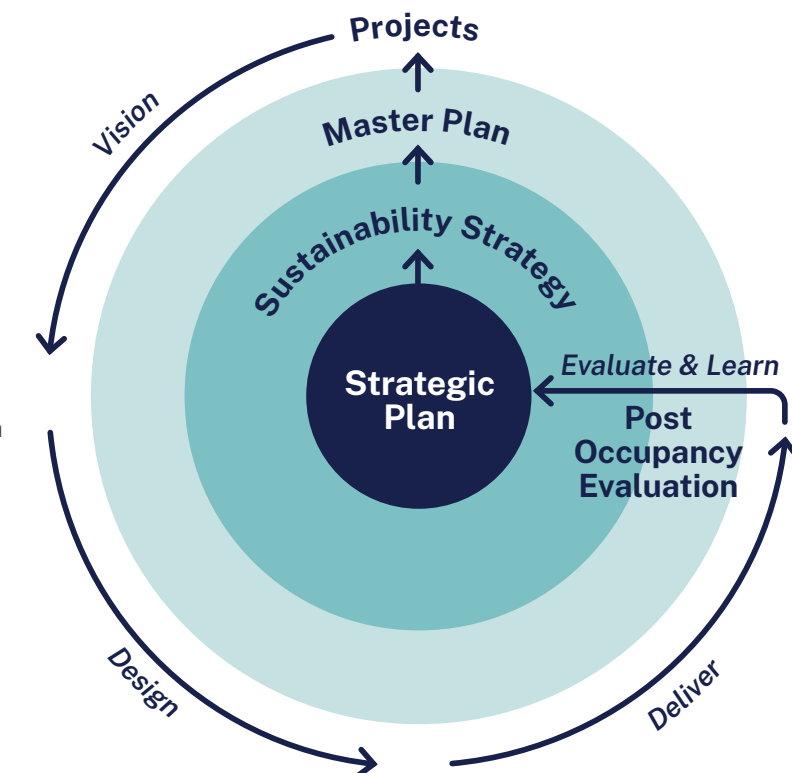 Projects
Vision
Master Plan
Sustainability Strategy
Strategic
Plan
Evaluate & Learn
Post
Occupancy
Evaluation
Design
Deliver